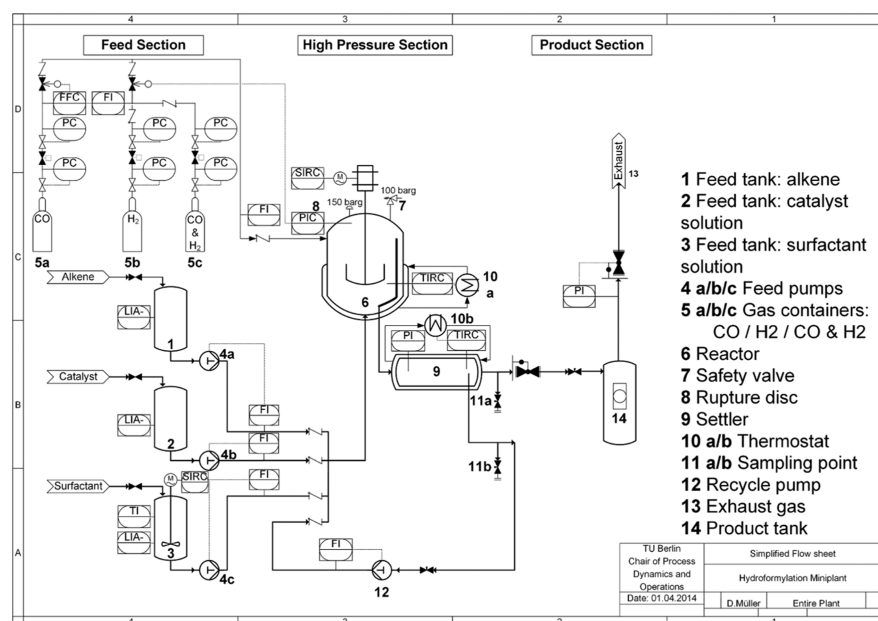 4 3 2 1
Feed Section
High Pressure Section
Product Section
D
C
B
A
FFC
FI
PC
PC
PC
PC
PC
PC
CO
H2
CO
&
H2
5a
5b
5c
SIRC
M
150 barg
100 barg
8
7
FI
PIC
TIRC
10
a
6
Exhaust
13
PI
Alkene
LIA-
1
4a
10b
PI
TIRC
9
11a
14
Catalyst
LIA-
2
4b
FI
FI
11b
Surfactant
M
SIRC
FI
TI
LIA-
3
4c
FI
12
1 Feed tank: alkene
2 Feed tank: catalyst
solution
3 Feed tank: surfactant
solution
4 a/b/c Feed pumps
5 a/b/c Gas containers:
CO / H2 / CO & H2
6 Reactor
7 Safety valve
8 Rupture disc
9 Settler
10 a/b Thermostat
11 a/b Sampling point
12 Recycle pump
13 Exhaust gas
14 Product tank
TU Berlin
Chair of Process
Dynamics and
Operations
Date: 01.04.2014
Simplified Flow sheet
Hydroformylation Miniplant
D.Müller
Entire Plant
4 3 2 1